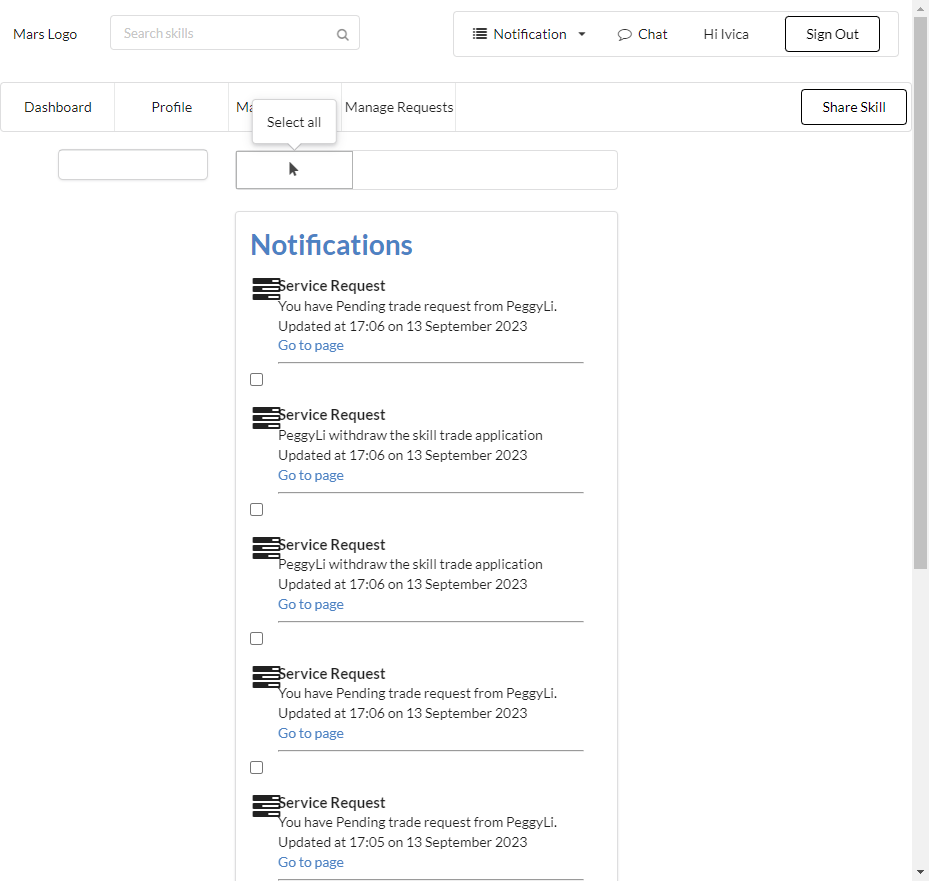 Mars Logo
Search skills
Notification
Chat
Hi Ivica
Sign Out
Dashboard
Profile
Ma
Manage Requests
Share Skill
Select all
Notifications
Service Request
You have Pending trade request from PeggyLi.
Updated at 17:06 on 13 September 2023
Go to page
Service Request
PeggyLi withdraw the skill trade application
Updated at 17:06 on 13 September 2023
Go to page
Service Request
PeggyLi withdraw the skill trade application
Updated at 17:06 on 13 September 2023
Go to page
Service Request
You have Pending trade request from PeggyLi.
Updated at 17:06 on 13 September 2023
Go to page
Service Request
You have Pending trade request from PeggyLi.
Updated at 17:05 on 13 September 2023
Go to page